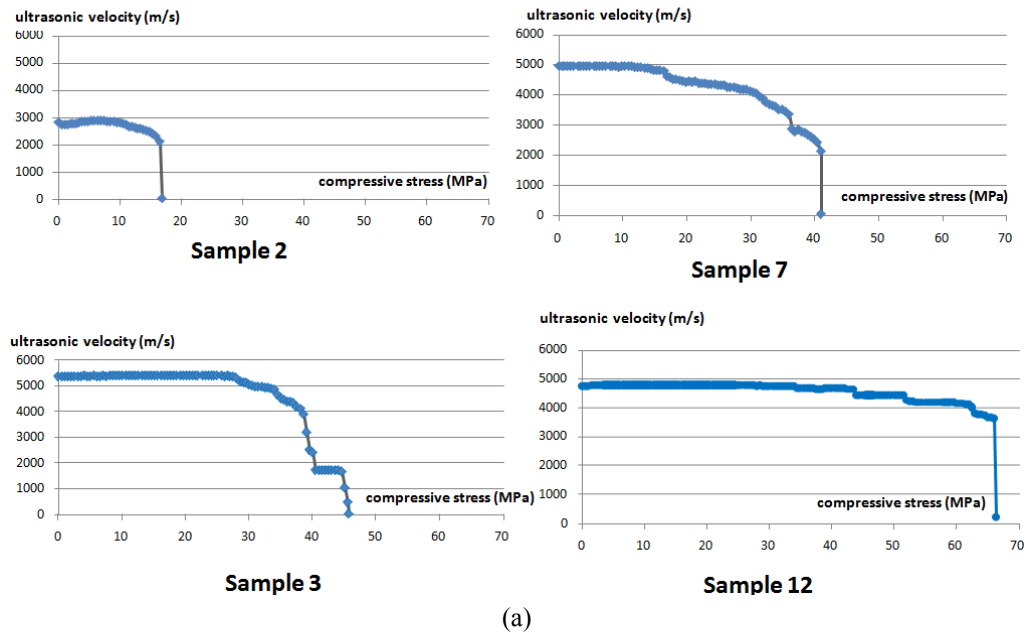 ultrasonic velocity (m/s)
6000
5000
4000
3000
2000
1000
0
compressive stress (MPa)
0 10 20 30 40 50 60 70
Sample 2
ultrasonic velocity (m/s)
6000
5000
4000
3000
2000
1000
0
compressive stress (MPa)
0 10 20 30 40 50 60 70
Sample 7
ultrasonic velocity (m/s)
6000
5000
4000
3000
2000
1000
0
compressive stress (MPa)
0 10 20 30 40 50 60 70
Sample 3
ultrasonic velocity (m/s)
6000
5000
4000
3000
2000
1000
0
compressive stress (MPa)
0 10 20 30 40 50 60 70
Sample 12
(a)